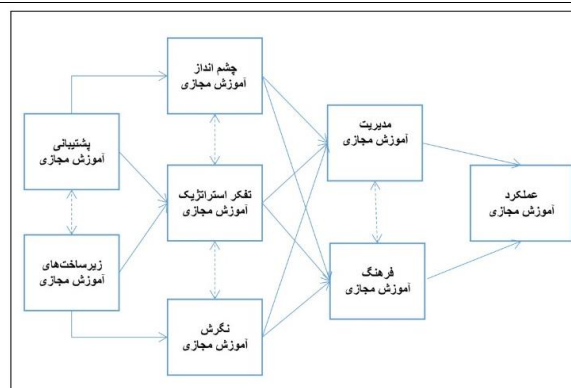 چشم انداز
آموزش مجازی
پشتیبانی
آموزش مجازی
مدیریت
آموزش مجازی
تفکر استراتژیک
آموزش مجازی
عملکرد
آموزش مجازی
زیرساخت‌های
آموزش مجازی
فرهنگ
آموزش مجازی
نگرش
آموزش مجازی